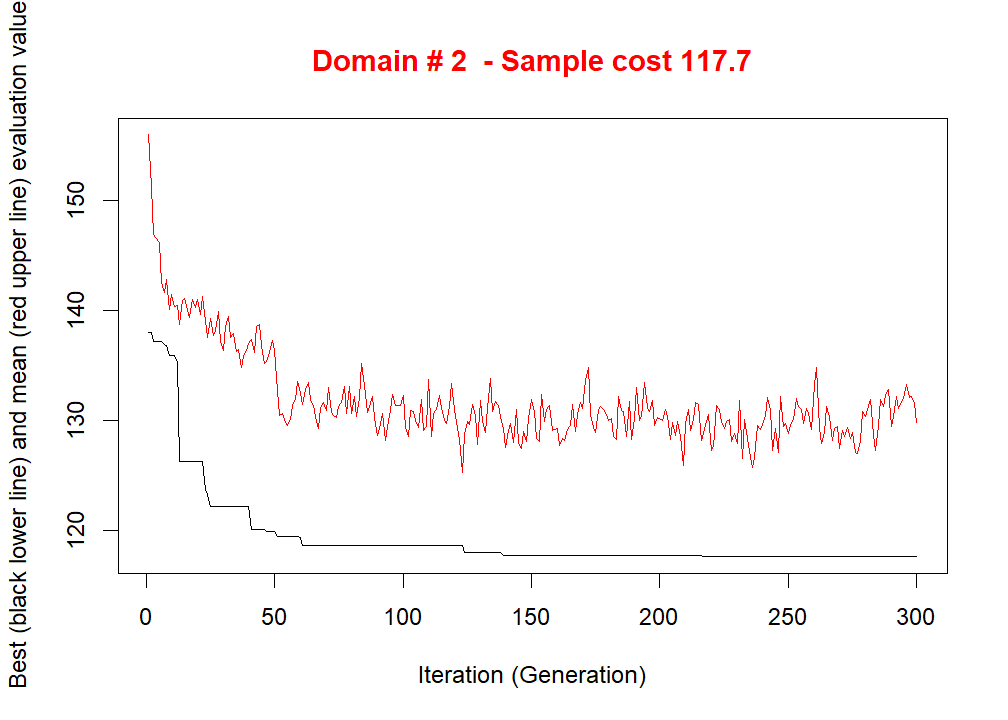 Domain # 2  - Sample cost 117.7
Best (black lower line) and mean (red upper line) evaluation value
150
140
130
120
0 50 100 150 200 250 300
Iteration (Generation)